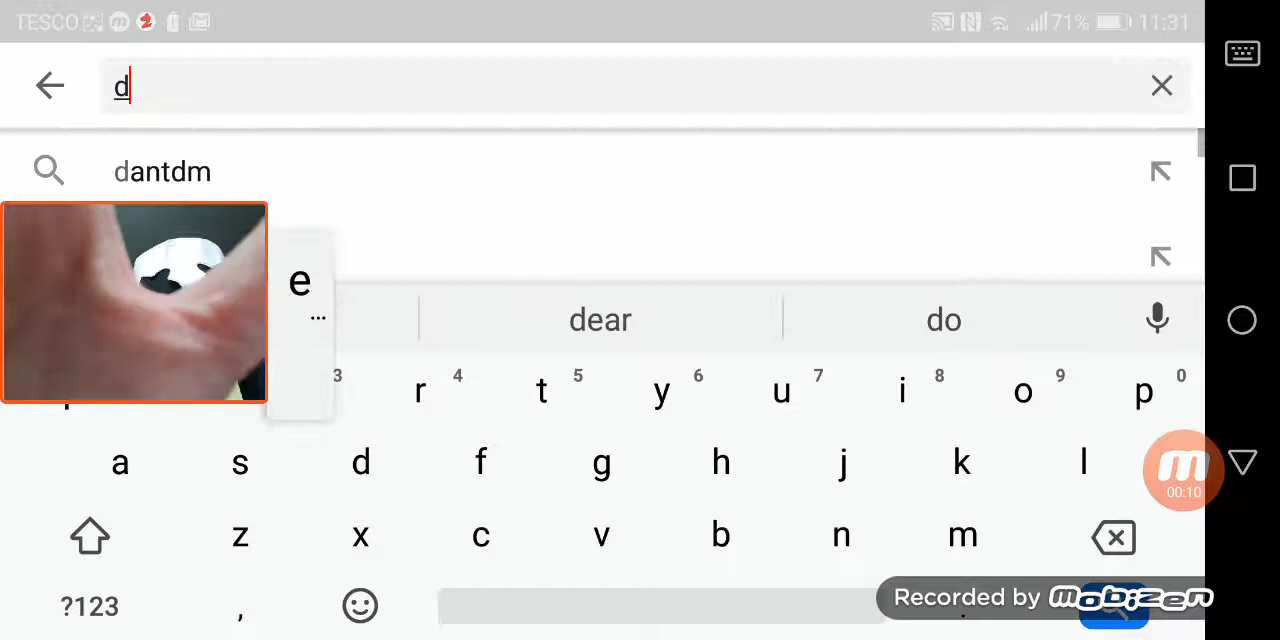 TESCO 71% 11:31
d
dantdm
e
...
dear do
3 4 5 6 7 8 9 0
r t y u i o p
a s d f g h j k l
00:10
z x c v b n m
?123 , .
Recorded by mobizen